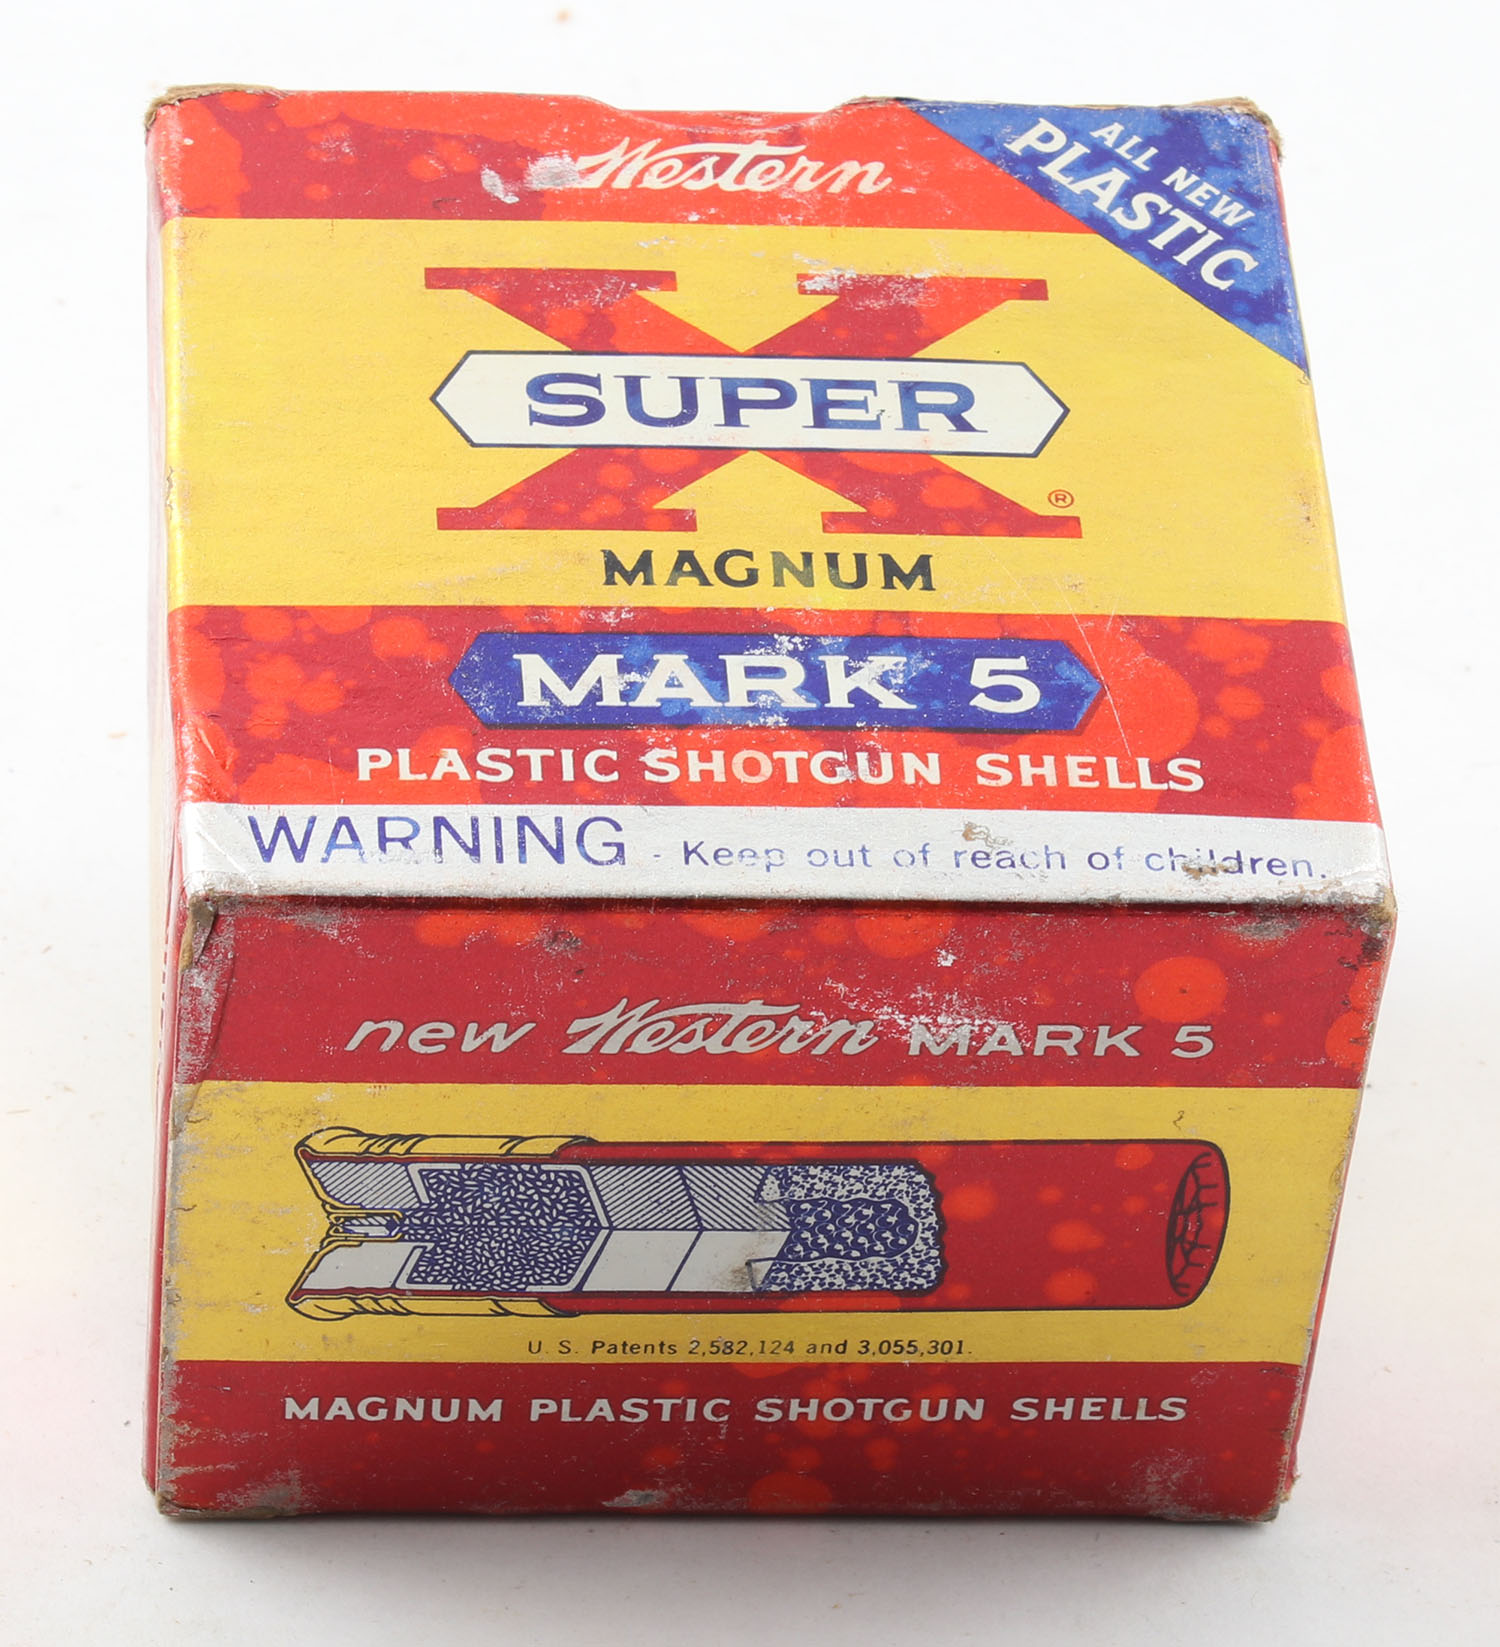 Western
ALL NEW
PLASTIC
X
SUPER
®
MAGNUM
MARK 5
PLASTIC SHOTGUN SHELLS
WARNING - Keep out of reach of children.
new Western MARK 5
U. S. Patents 2,582,124 and 3,055,301.
MAGNUM PLASTIC SHOTGUN SHELLS